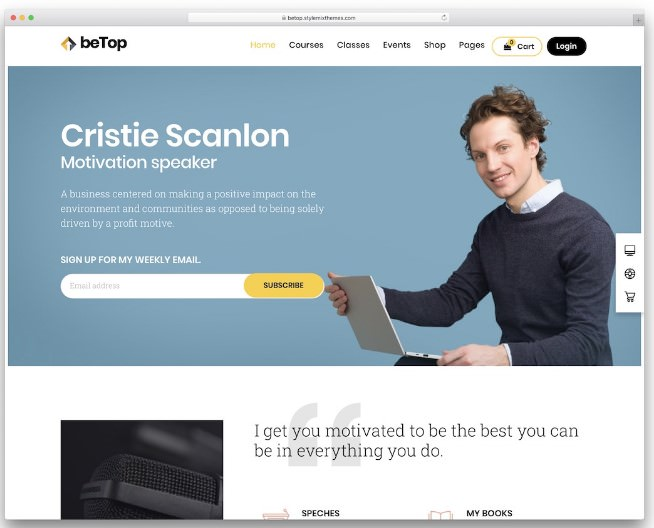 betop.stylemixthemes.com
beTop
Home Courses Classes Events Shop Pages 0 Cart Login
Cristie Scanlon
Motivation speaker
A business centered on making a positive impact on the
environment and communities as opposed to being solely
driven by a profit motive.
SIGN UP FOR MY WEEKLY EMAIL.
Email address SUBSCRIBE
I get you motivated to be the best you can
be in everything you do.
SPECHES MY BOOKS